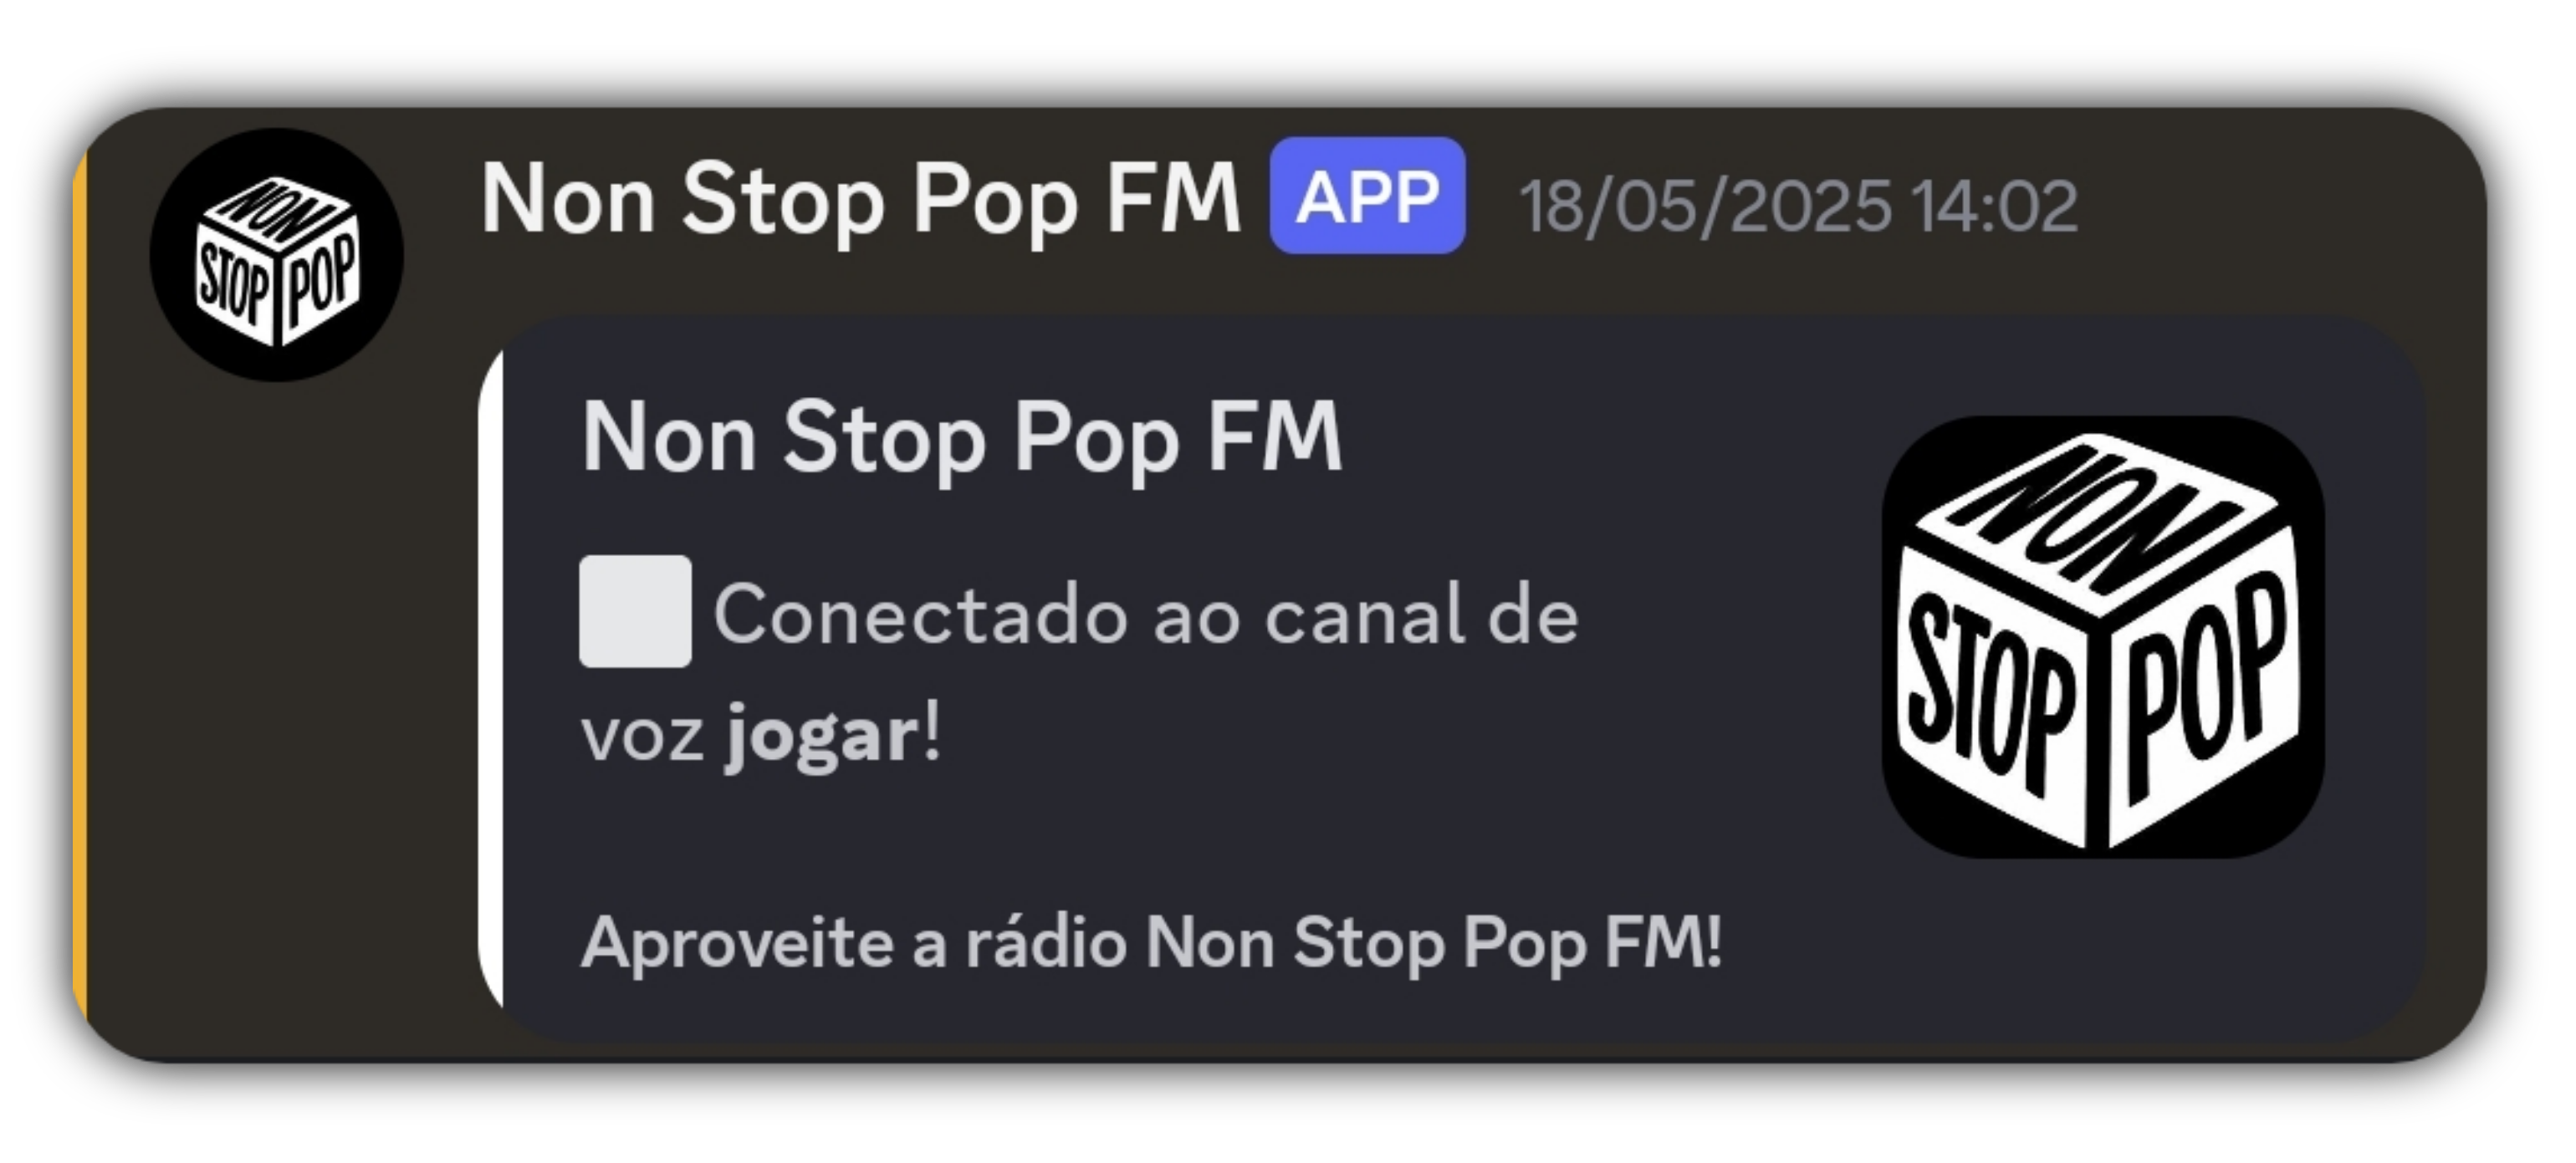 NON
STOP POP
Non Stop Pop FM APP 18/05/2025 14:02
Non Stop Pop FM
Conectado ao canal de
voz jogar!
NON
STOP POP
Aproveite a rádio Non Stop Pop FM!